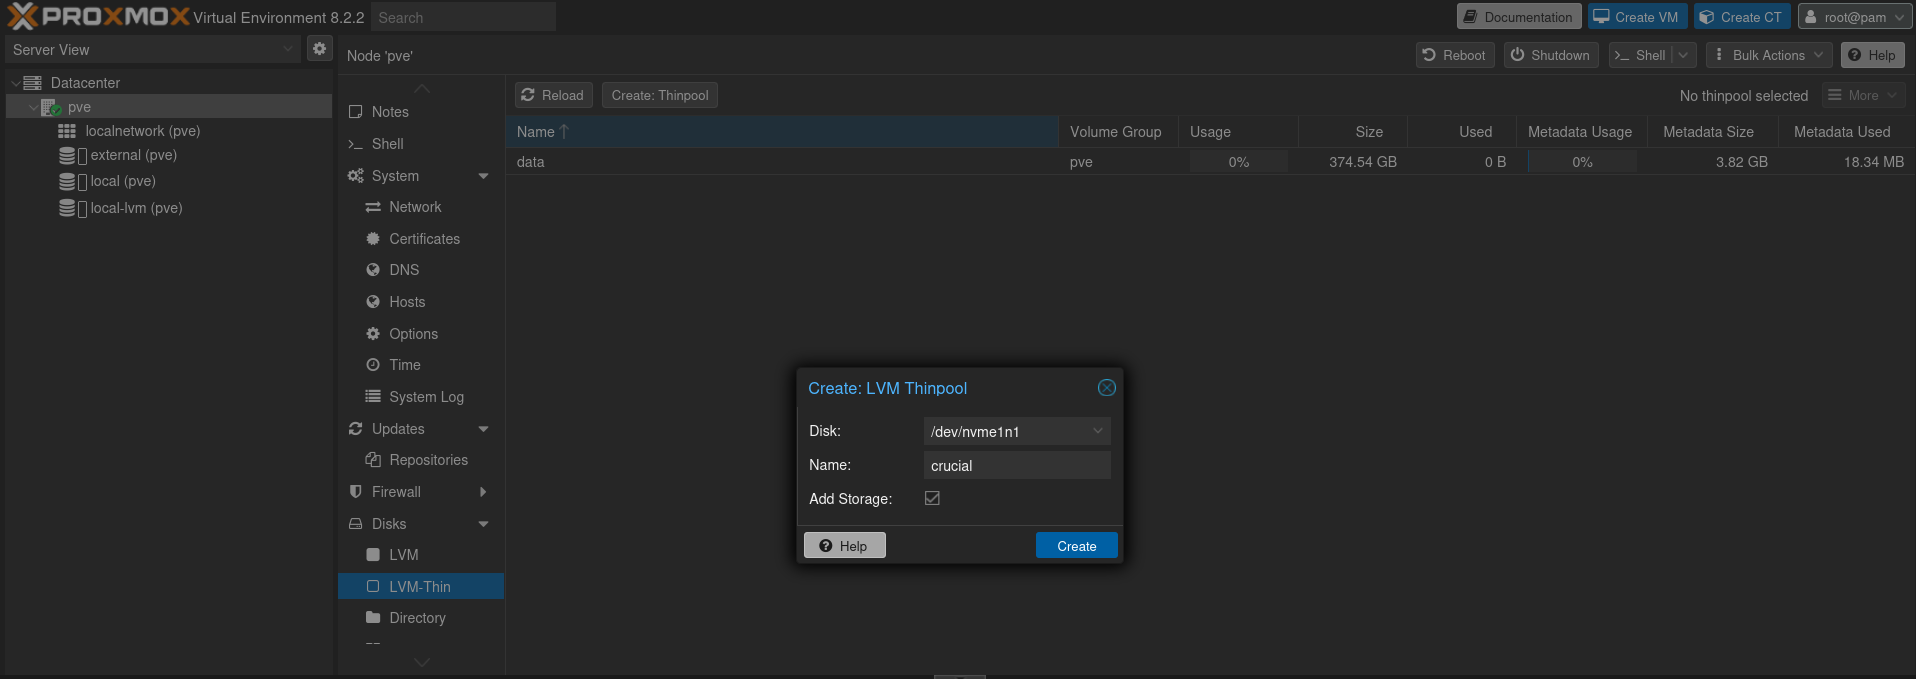 PROXMOX Virtual Environment 8.2.2 Search Documentation Create VM Create CT root@pam
Server View
Node 'pve' Reboot Shutdown Shell Bulk Actions Help
Datacenter
pve
localnetwork (pve)
external (pve)
local (pve)
local-lvm (pve)
Notes
Shell
System
Network
Certificates
DNS
Hosts
Options
Time
System Log
Updates
Repositories
Firewall
Disks
LVM
LVM-Thin
Directory
Reload Create: Thinpool No thinpool selected More
Name Volume Group Usage Size Used Metadata Usage Metadata Size Metadata Used
data pve 0% 374.54 GB 0 B 0% 3.82 GB 18.34 MB
Create: LVM Thinpool
Disk: /dev/nvme1n1
Name: crucial
Add Storage:
Help Create